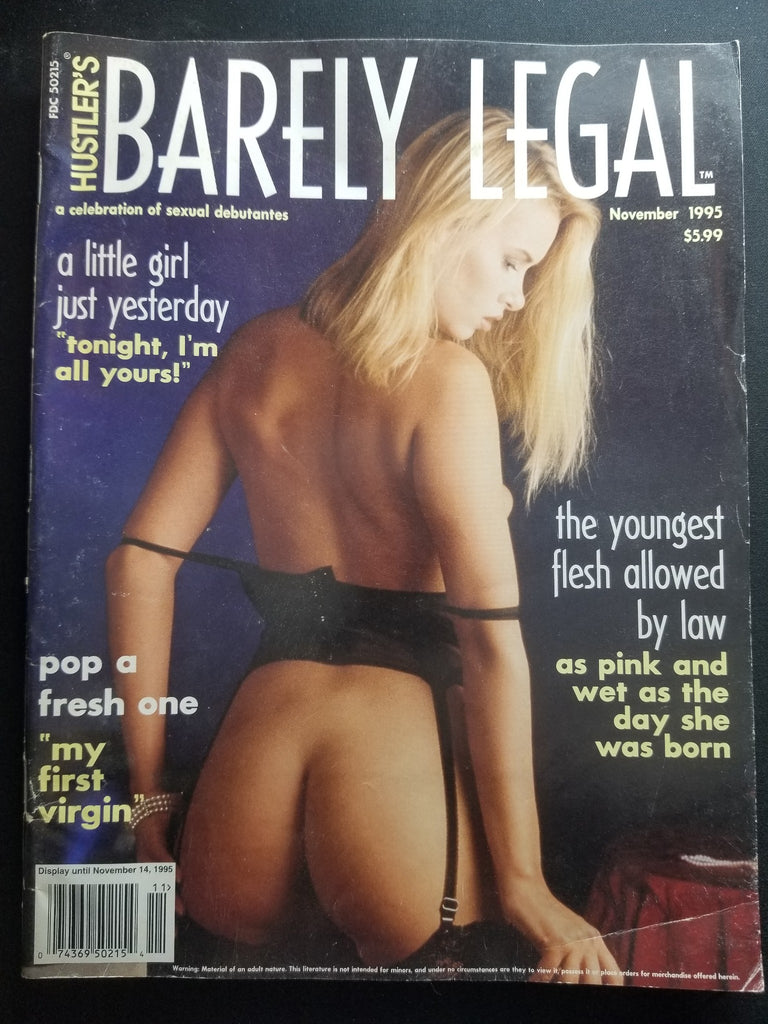 FDC 50215
HUSTLER'S®
BARELY LEGAL™
a celebration of sexual debutantes
November 1995
$5.99
a little girl
just yesterday
"tonight, I'm
all yours!"
the youngest
flesh allowed
by law
as pink and
wet as the
day she
was born
pop a
fresh one
"my
first
virgin"
Display until November 14, 1995
11>
0 74369 50215 4
Warning: Material of an adult nature. This literature is not intended for minors, and under no circumstances are they to view it, possess it or place orders for merchandise offered herein.